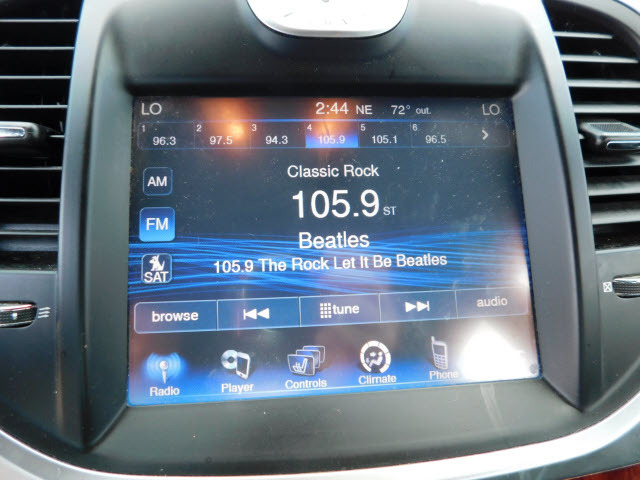 LO 2:44 NE 72° out. LO
1 2 3 4 5 6
96.3 97.5 94.3 105.9 105.1 96.5 >
Classic Rock
AM
105.9 ST
FM
Beatles
105.9 The Rock Let It Be Beatles
SAT
browse tune audio
Radio Player Controls Climate Phone